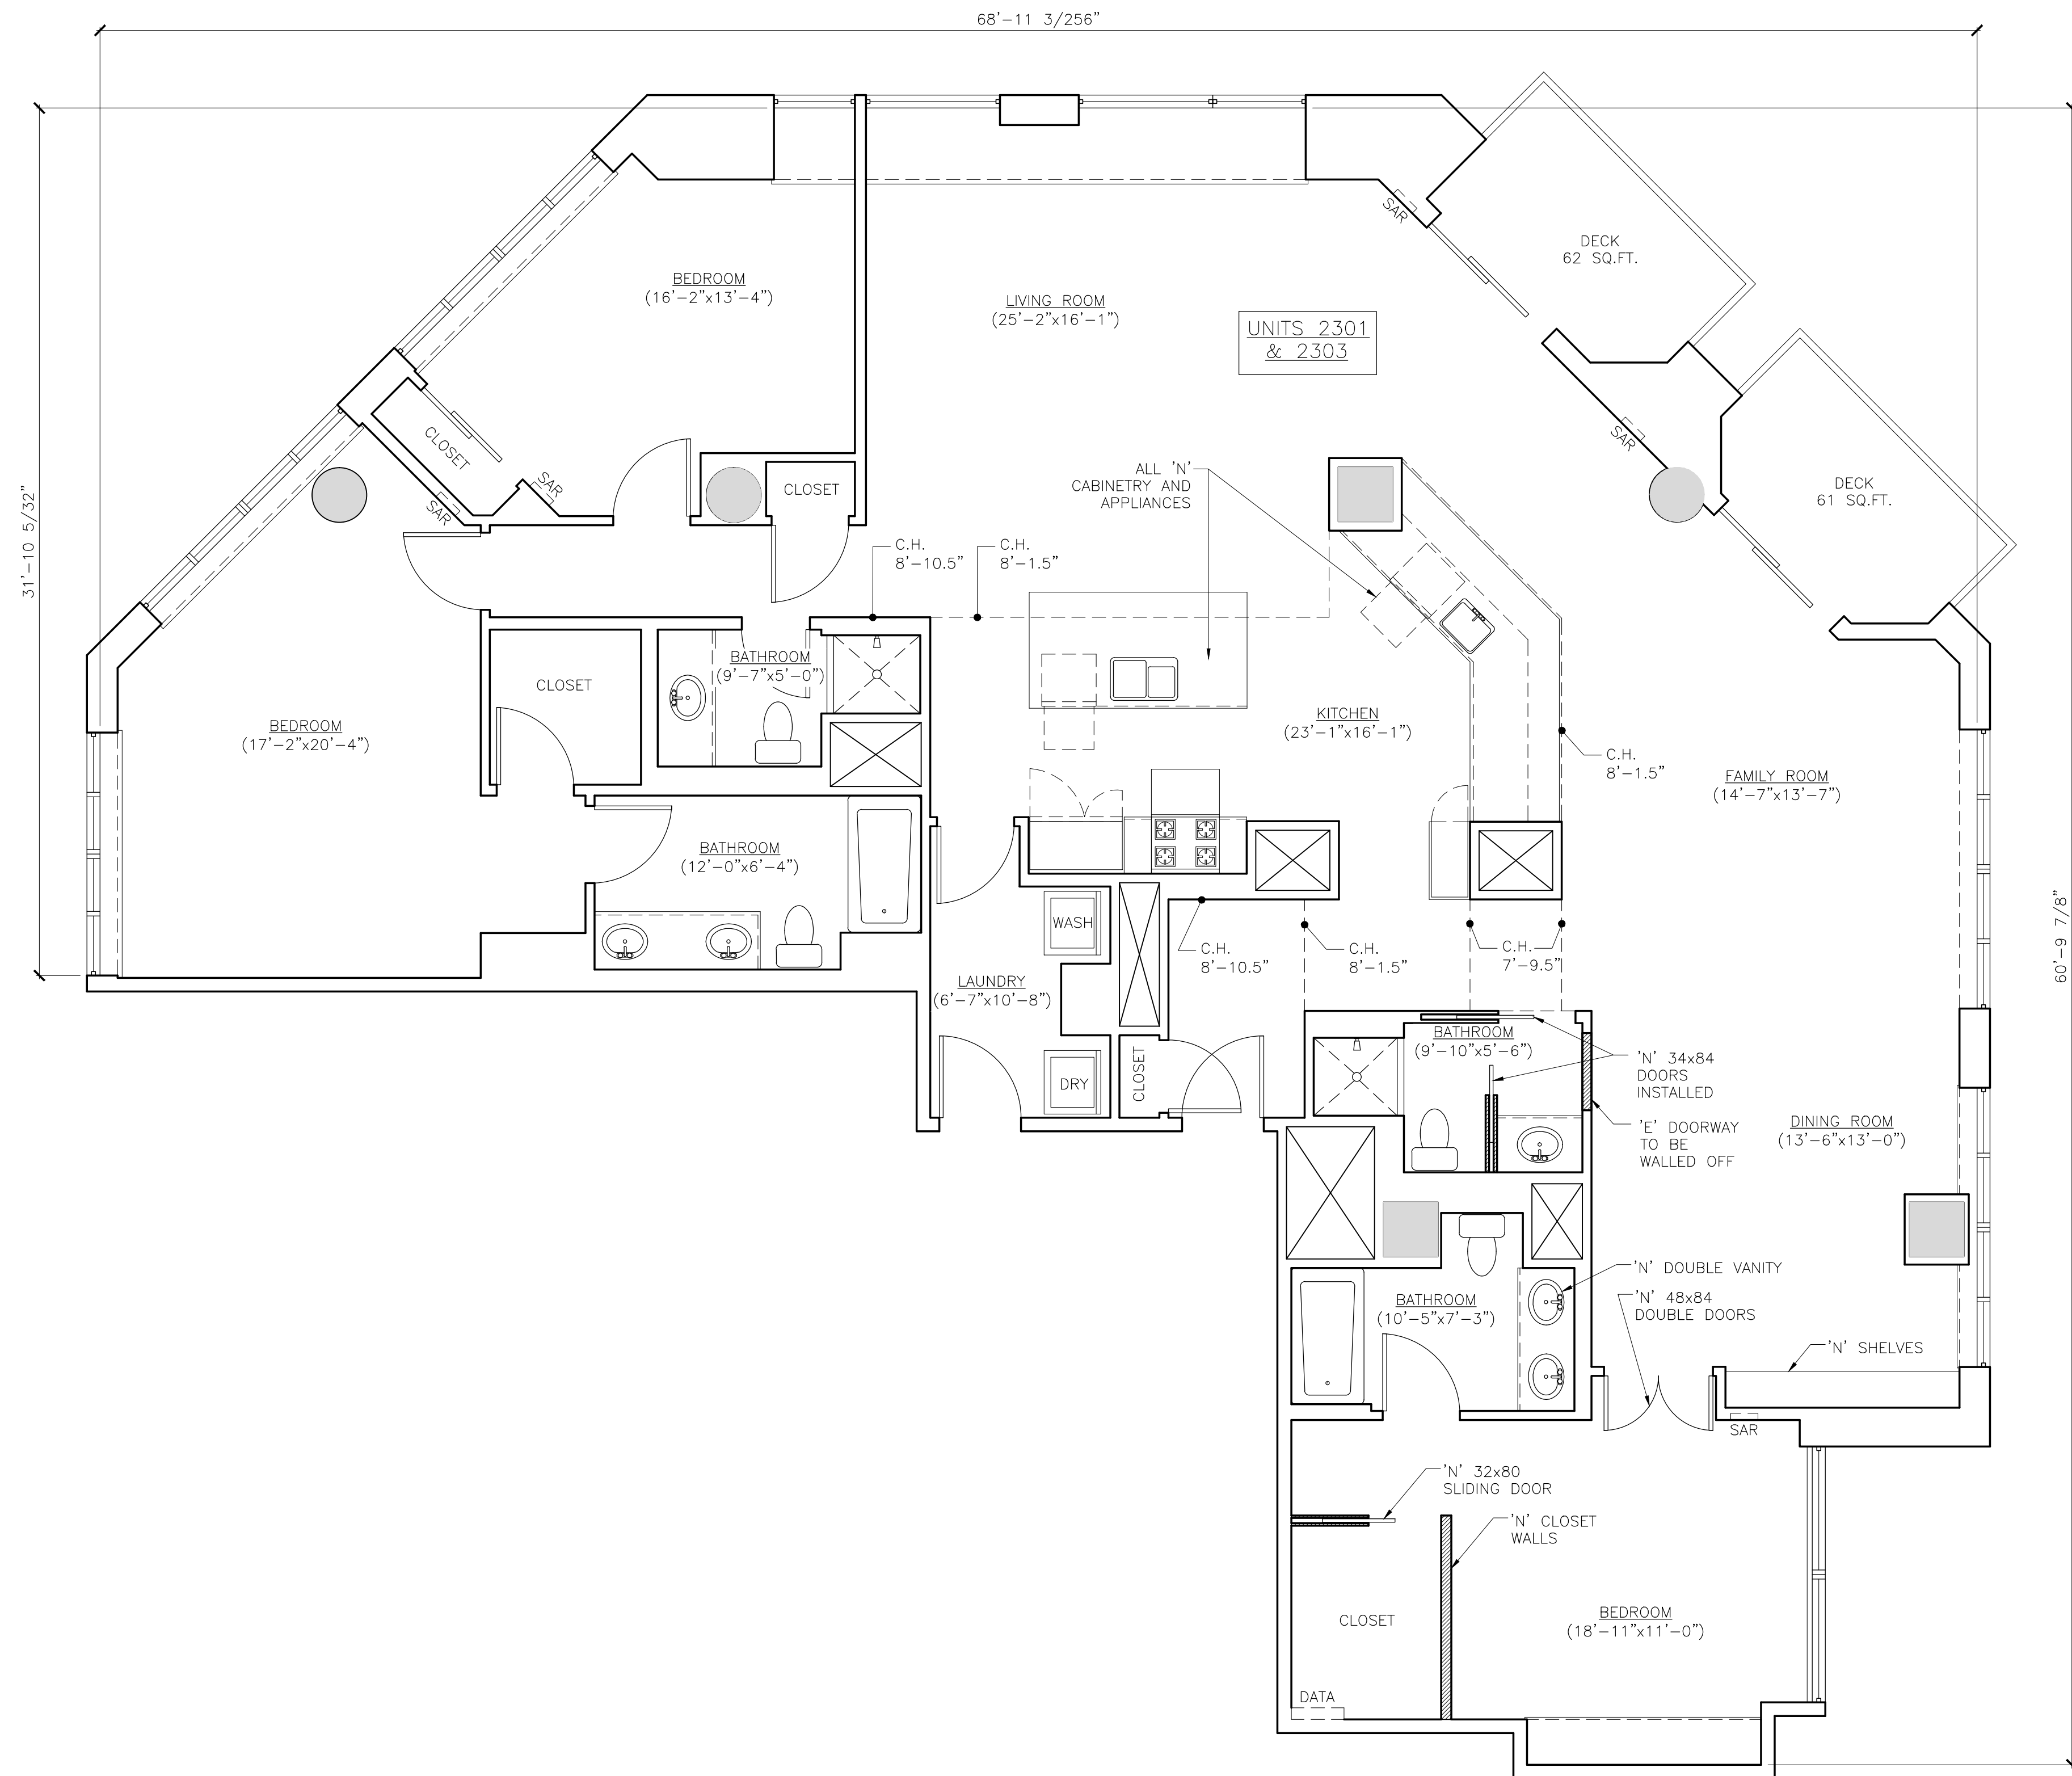 68'-11 3/256"
31'-10 5/32"
60'-9 7/8"
BEDROOM
(16'-2"x13'-4")
LIVING ROOM
(25'-2"x16'-1")
UNITS 2301
& 2303
SAR
DECK
62 SQ.FT.
SAR
DECK
61 SQ.FT.
CLOSET
SAR
SAR
CLOSET
ALL 'N'
CABINETRY AND
APPLIANCES
C.H.
8'-10.5"
C.H.
8'-1.5"
CLOSET
BATHROOM
(9'-7"x5'-0")
BEDROOM
(17'-2"x20'-4")
KITCHEN
(23'-1"x16'-1")
C.H.
8'-1.5"
FAMILY ROOM
(14'-7"x13'-7")
BATHROOM
(12'-0"x6'-4")
WASH
C.H.
8'-10.5"
C.H.
8'-1.5"
C.H.
7'-9.5"
LAUNDRY
(6'-7"x10'-8")
DRY
CLOSET
BATHROOM
(9'-10"x5'-6")
'N' 34x84
DOORS
INSTALLED
'E' DOORWAY
TO BE
WALLED OFF
DINING ROOM
(13'-6"x13'-0")
'N' DOUBLE VANITY
'N' 48x84
DOUBLE DOORS
BATHROOM
(10'-5"x7'-3")
'N' SHELVES
SAR
'N' 32x80
SLIDING DOOR
'N' CLOSET
WALLS
CLOSET
BEDROOM
(18'-11"x11'-0")
DATA